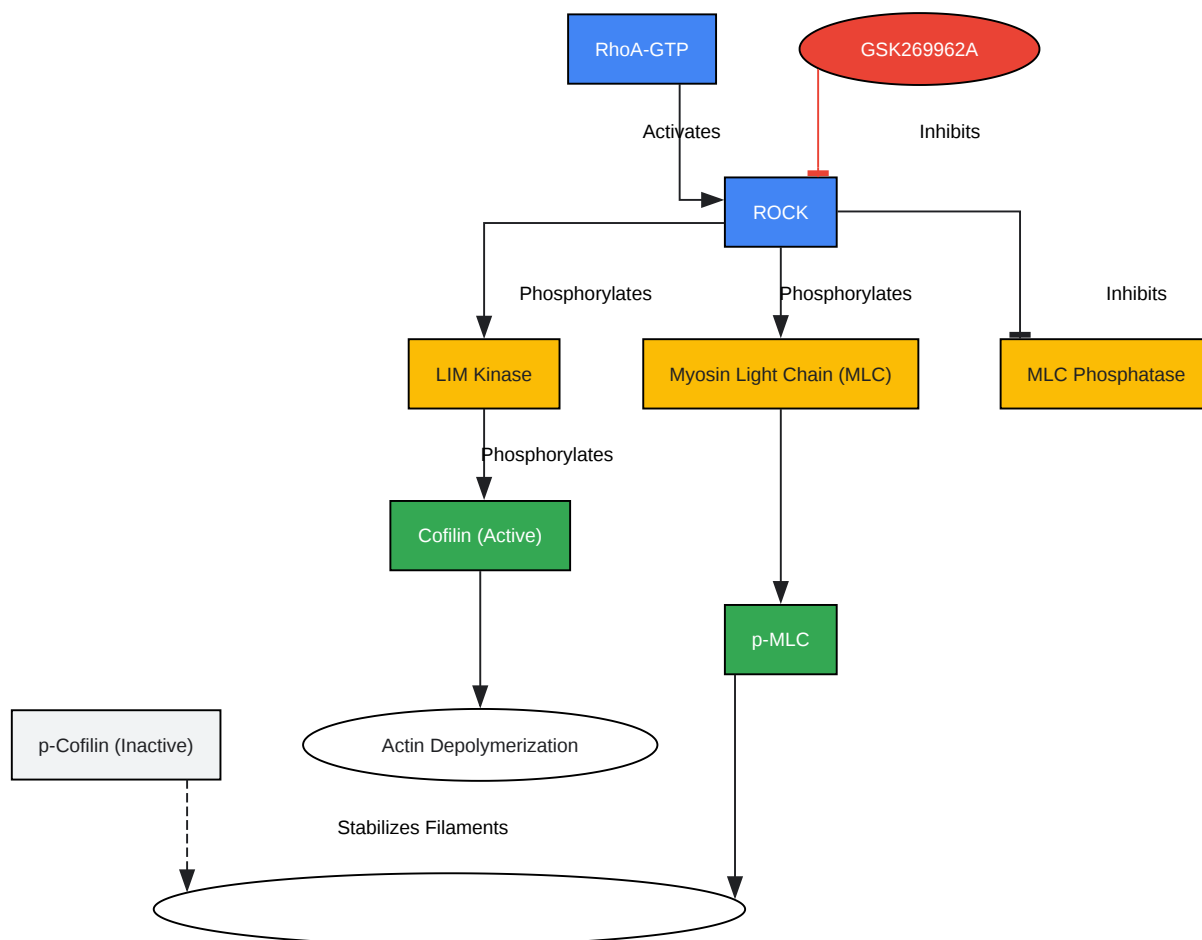 RhoA-GTP
GSK269962A
Activates
Inhibits
ROCK
Phosphorylates
Phosphorylates
Inhibits
LIM Kinase
Myosin Light Chain (MLC)
MLC Phosphatase
Phosphorylates
Cofilin (Active)
p-MLC
p-Cofilin (Inactive)
Actin Depolymerization
Stabilizes Filaments